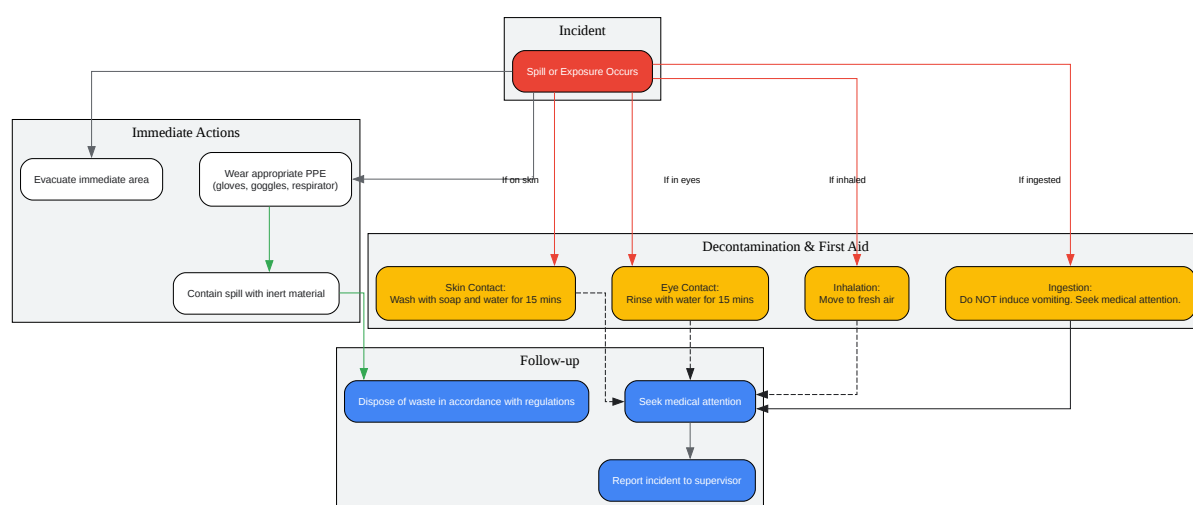 Incident
Spill or Exposure Occurs
Immediate Actions
Evacuate immediate area
Wear appropriate PPE
(gloves, goggles, respirator)
If on skin
If in eyes
If inhaled
If ingested
Contain spill with inert material
Decontamination & First Aid
Skin Contact:
Wash with soap and water for 15 mins
Eye Contact:
Rinse with water for 15 mins
Inhalation:
Move to fresh air
Ingestion:
Do NOT induce vomiting. Seek medical attention.
Follow-up
Dispose of waste in accordance with regulations
Seek medical attention
Report incident to supervisor